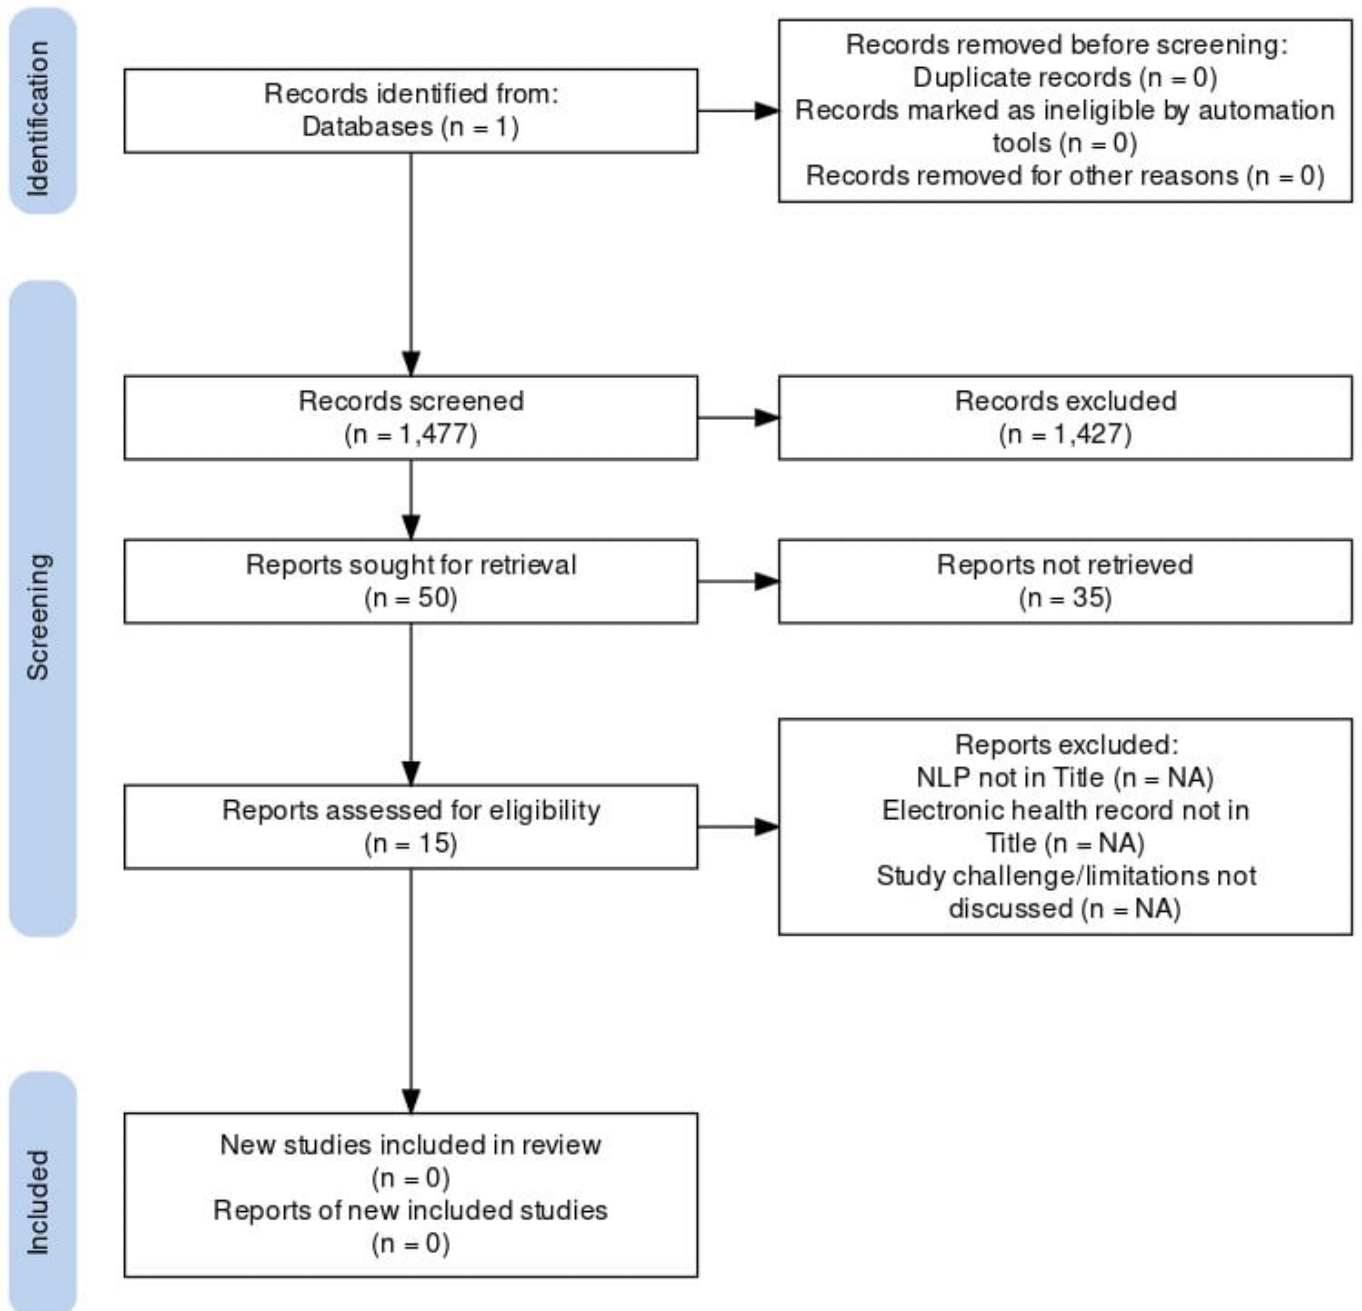 Identification
Records identified from:
Databases (n = 1)
Records removed before screening:
Duplicate records (n = 0)
Records marked as ineligible by automation
tools (n = 0)
Records removed for other reasons (n = 0)
Screening
Records screened
(n = 1,477)
Records excluded
(n = 1,427)
Reports sought for retrieval
(n = 50)
Reports not retrieved
(n = 35)
Reports assessed for eligibility
(n = 15)
Reports excluded:
NLP not in Title (n = NA)
Electronic health record not in
Title (n = NA)
Study challenge/limitations not
discussed (n = NA)
Included
New studies included in review
(n = 0)
Reports of new included studies
(n = 0)